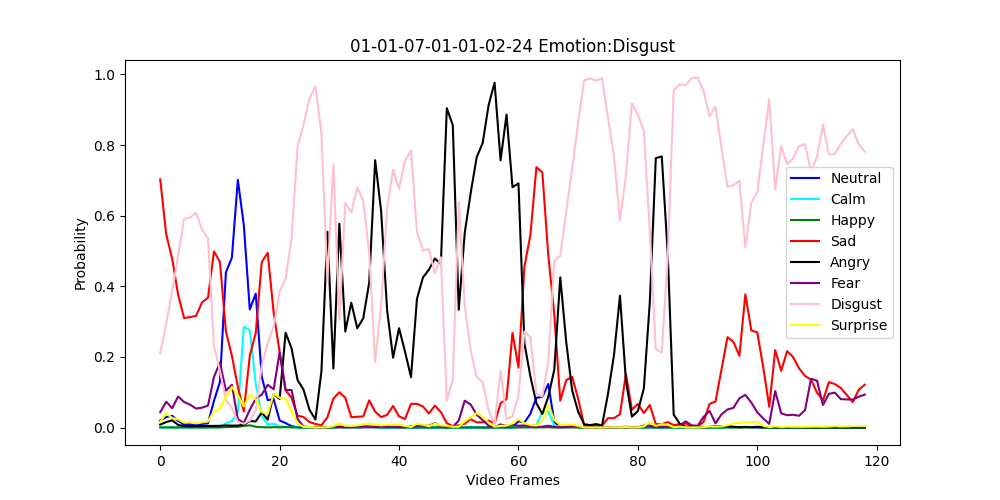 01-01-07-01-01-02-24 Emotion:Disgust
Probability
1.0
0.8
0.6
0.4
0.2
0.0
0 20 40 60 80 100 120
Video Frames
Neutral
Calm
Happy
Sad
Angry
Fear
Disgust
Surprise